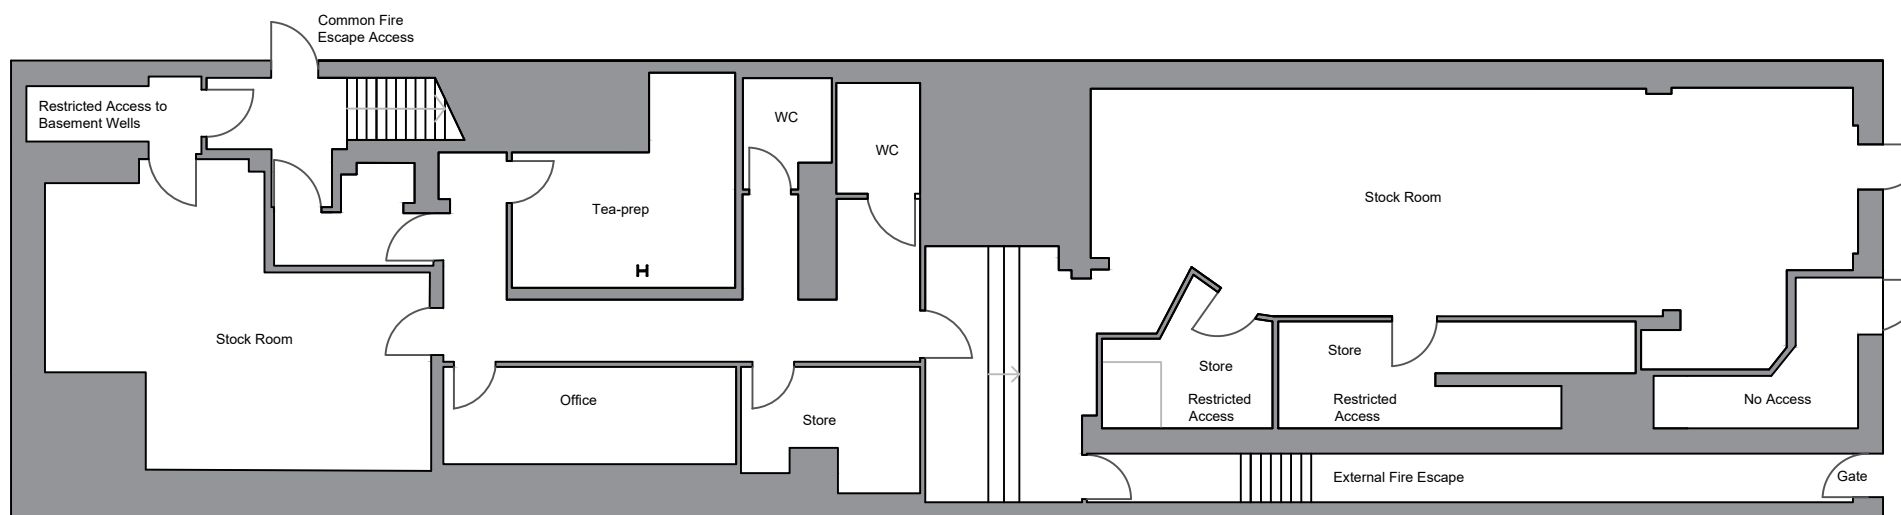 Common Fire
Escape Access
Restricted Access to
Basement Wells
WC
WC
Tea-prep
Stock Room
Stock Room
Store
Store
Restricted
Access
Restricted
Access
No Access
Office
Store
External Fire Escape
Gate